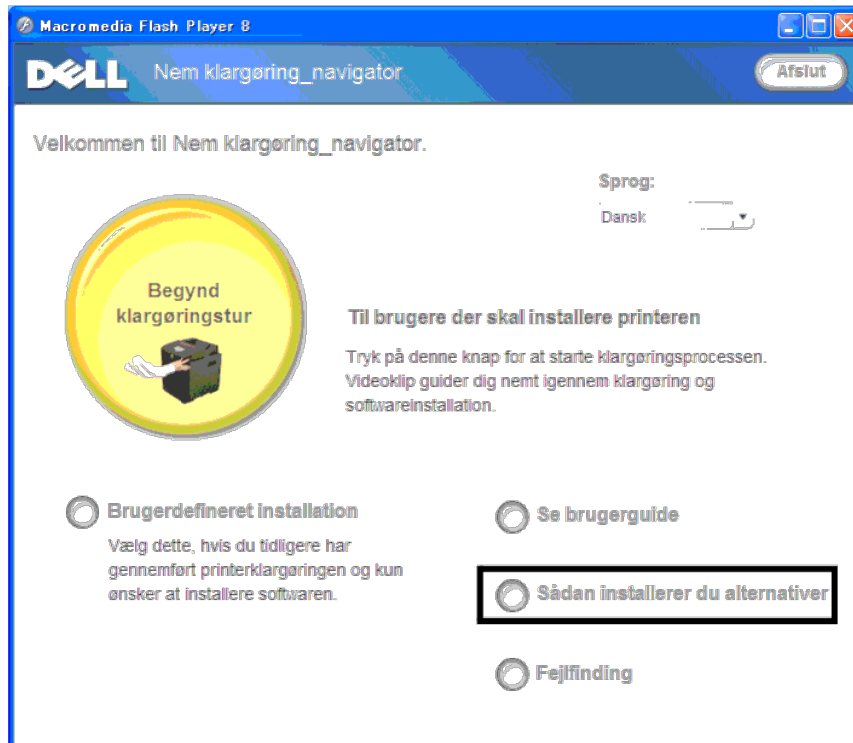 Macromedia Flash Player 8
DELL Nem klargøring_navigator
Afslut
Velkommen til Nem klargøring_navigator.
Sprog:
Dansk
Begynd
klargøringstur
Til brugere der skal installere printeren
Tryk på denne knap for at starte klargøringsprocessen.
Videoklip guider dig nemt igennem klargøring og
softwareinstallation.
Brugerdefineret installation
Vælg dette, hvis du tidligere har
gennemført printerklargøringen og kun
ønsker at installere softwaren.
Se brugerguide
Sådan installerer du alternativer
Fejlfinding